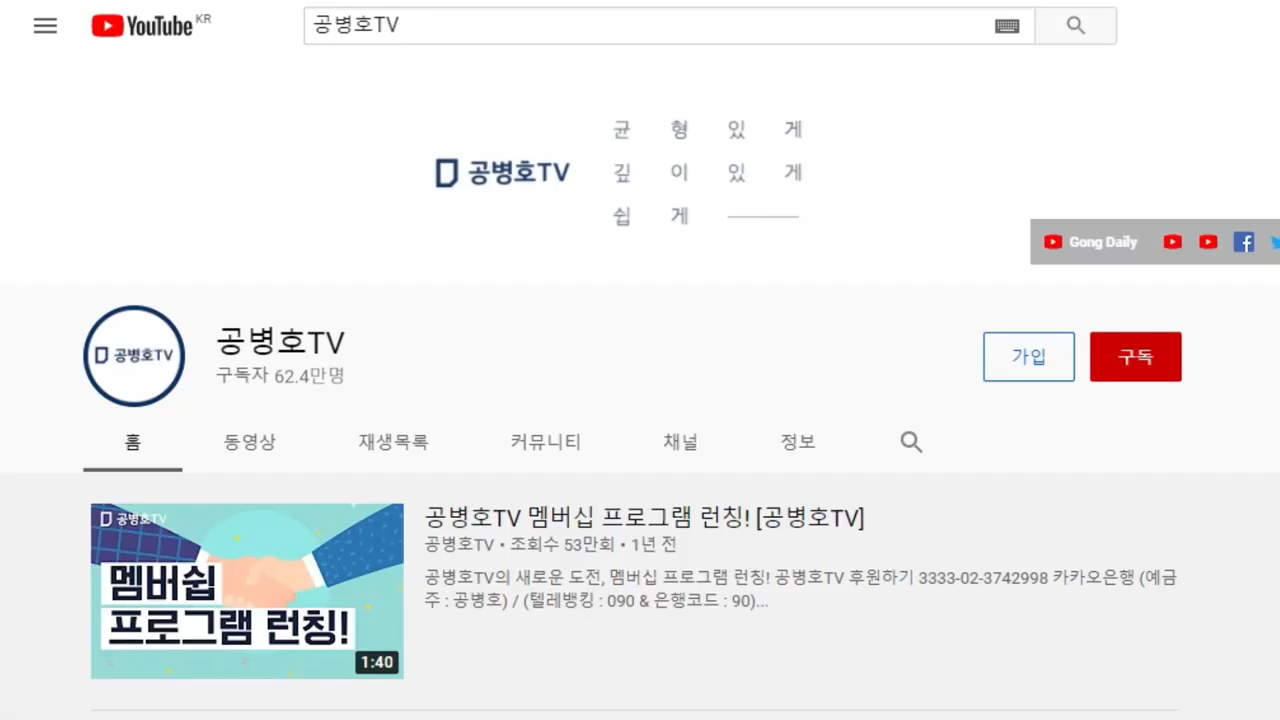 YouTube KR
공병호TV
균 형 있 게
공병호TV
깊 이 있 게
쉽 게
Gong Daily
공병호TV
공병호TV
구독자 62.4만명
가입
구독
홈
동영상
재생목록
커뮤니티
채널
정보
공병호TV
멤버쉽
프로그램 런칭!
1:40
공병호TV 멤버십 프로그램 런칭! [공병호TV]
공병호TV • 조회수 53만회 • 1년 전
공병호TV의 새로운 도전, 멤버십 프로그램 런칭! 공병호TV 후원하기 3333-02-3742998 카카오은행 (예금
주 : 공병호) / (텔레뱅킹 : 090 & 은행코드 : 90)...